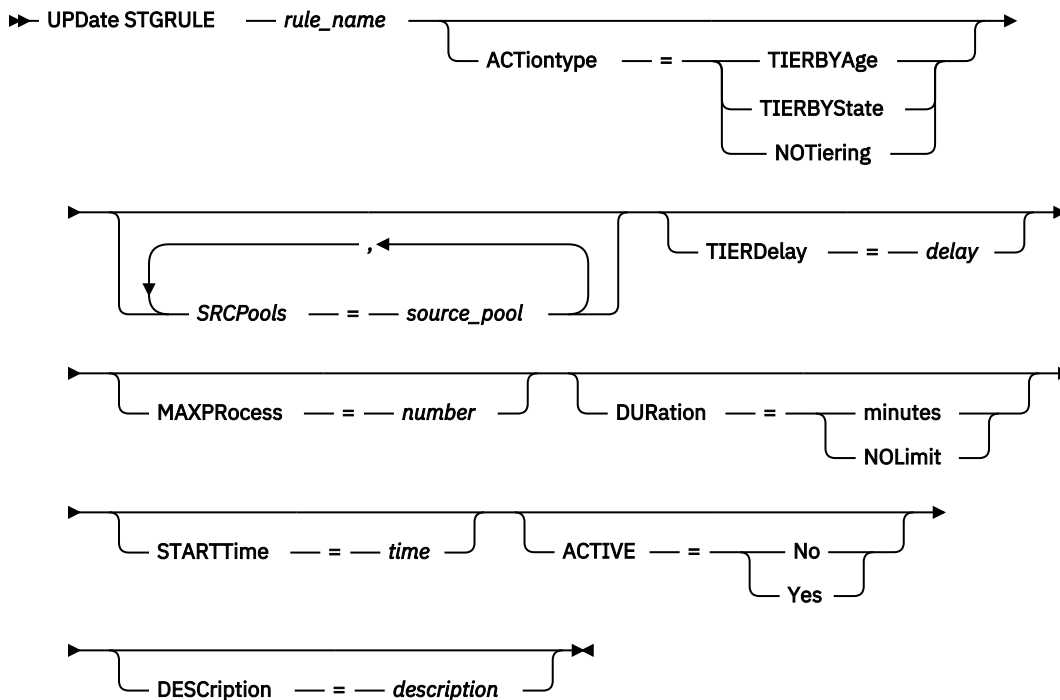 UPDate STGRULE — rule_name
ACTiontype — = — TIERBYAge
TIERBYState
NOTiering
,
SRCPools — = — source_pool
TIERDelay — = — delay
MAXPRocess — = — number
DURation — = — minutes
NOLimit
STARTTime — = — time
ACTIVE — = — No
Yes
DESCription — = — description